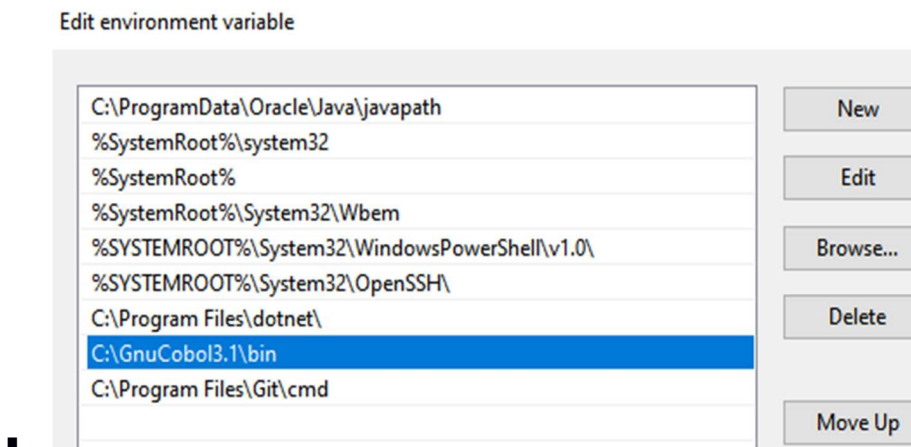 Edit environment variable
C:\ProgramData\Oracle\Java\javapath
New
%SystemRoot%\system32
%SystemRoot%
Edit
%SystemRoot%\System32\Wbem
%SYSTEMROOT%\System32\WindowsPowerShell\v1.0\
Browse...
%SYSTEMROOT%\System32\OpenSSH\
C:\Program Files\dotnet\
Delete
C:\GnuCobol3.1\bin
C:\Program Files\Git\cmd
Move Up